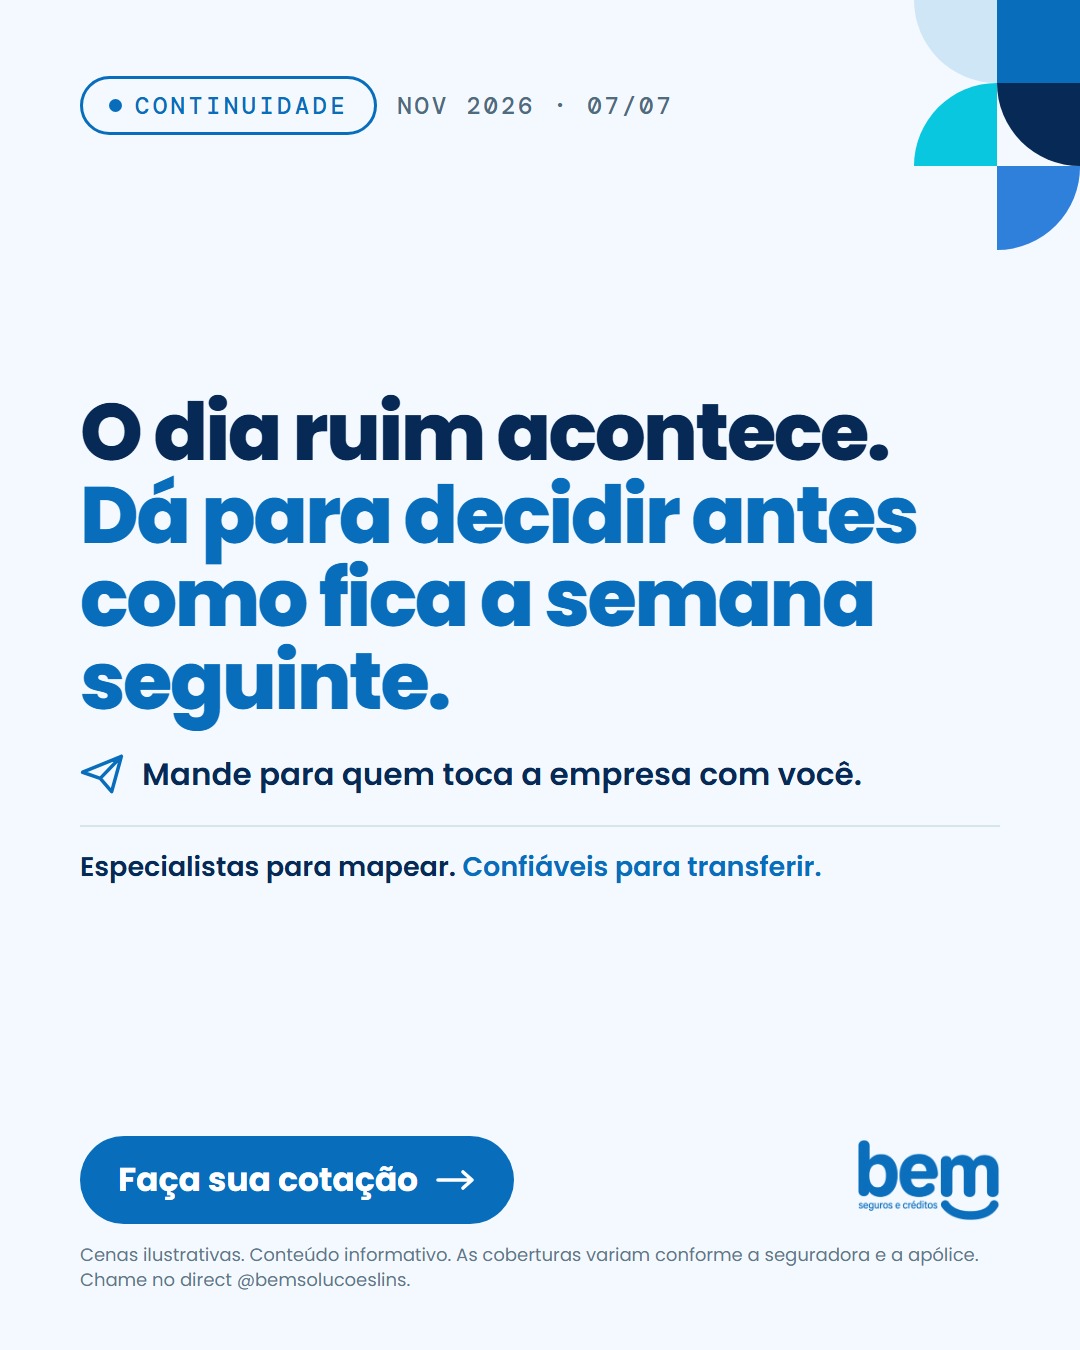 CONTINUIDADE NOV 2026 · 07/07
O dia ruim acontece.
Dá para decidir antes
como fica a semana
seguinte.
Mande para quem toca a empresa com você.
Especialistas para mapear. Confiáveis para transferir.
Faça sua cotação →
bem
seguros e créditos
Cenas ilustrativas. Conteúdo informativo. As coberturas variam conforme a seguradora e a apólice.
Chame no direct @bemsolucoeslins.